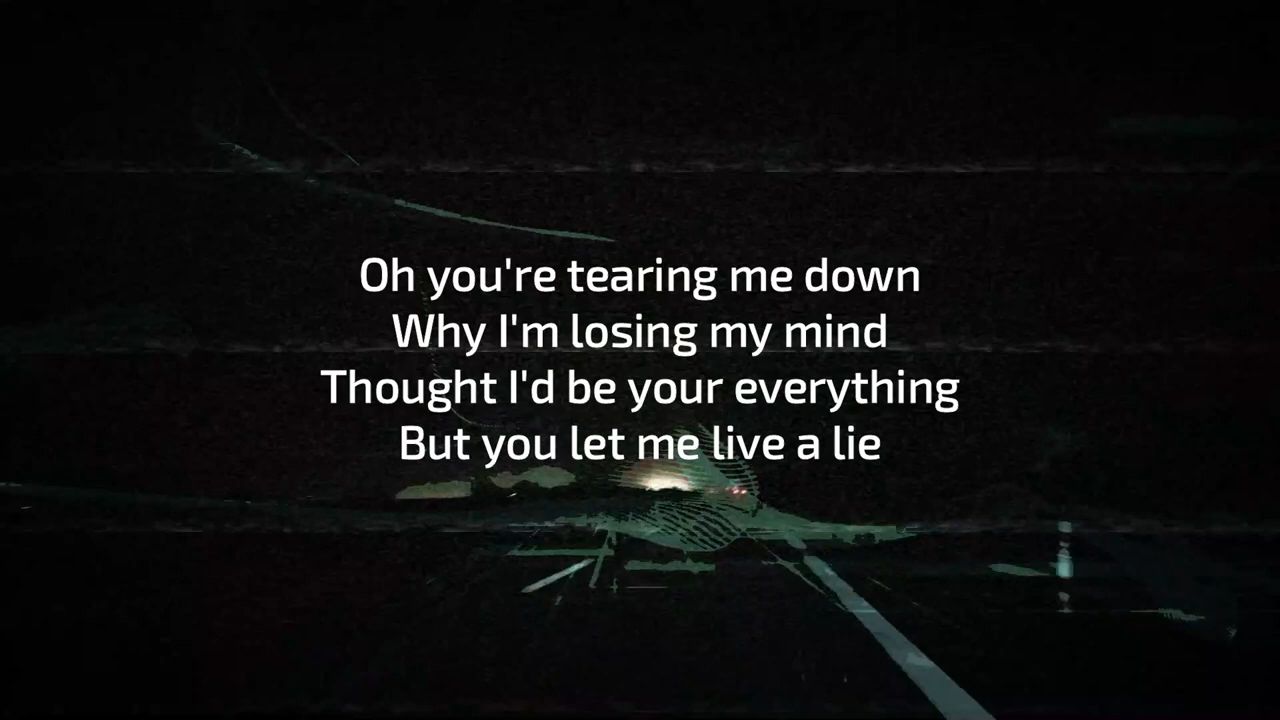 Oh you're tearing me down
Why I'm losing my mind
Thought I'd be your everything
But you let me live a lie